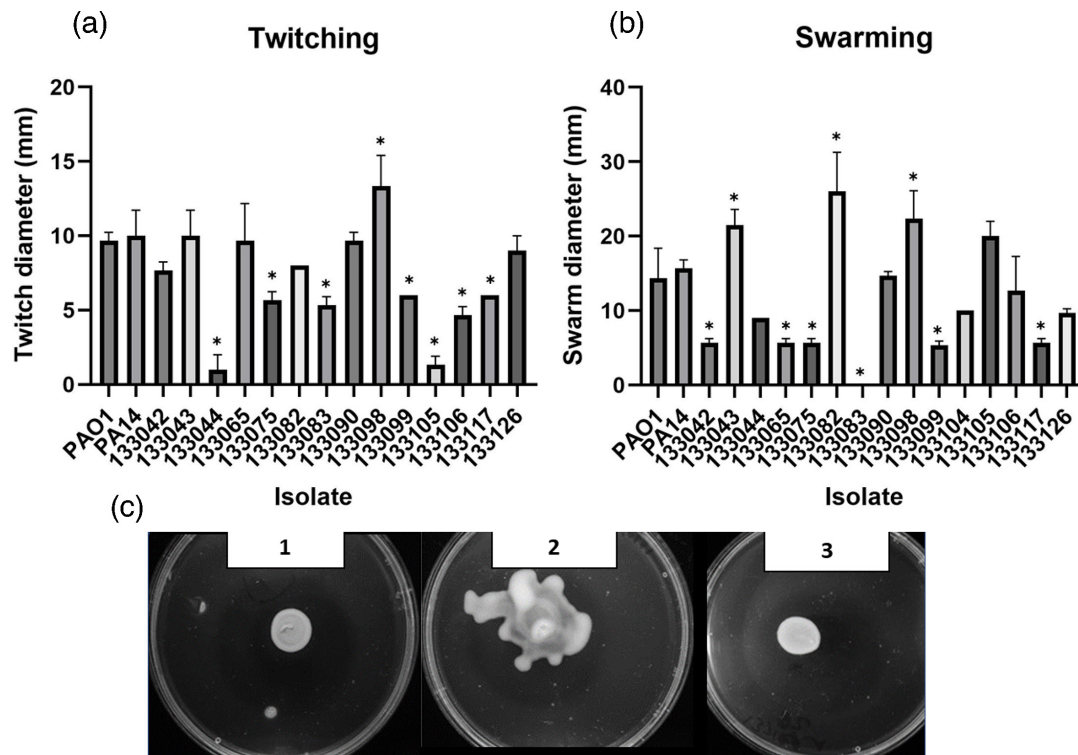 (a)
Twitching
Twitch diameter (mm)
20
15
10
5
0
* * * * * * * *
PAO1 PA14 133042 133043 133044 133065 133075 133082 133083 133090 133098 133099 133105 133106 133117 133126
Isolate
(b)
Swarming
Swarm diameter (mm)
40
30
20
10
0
* * * * * * * * *
PAO1 PA14 133042 133043 133044 133065 133075 133082 133083 133090 133098 133099 133104 133105 133106 133117 133126
Isolate
(c)
1
2
3